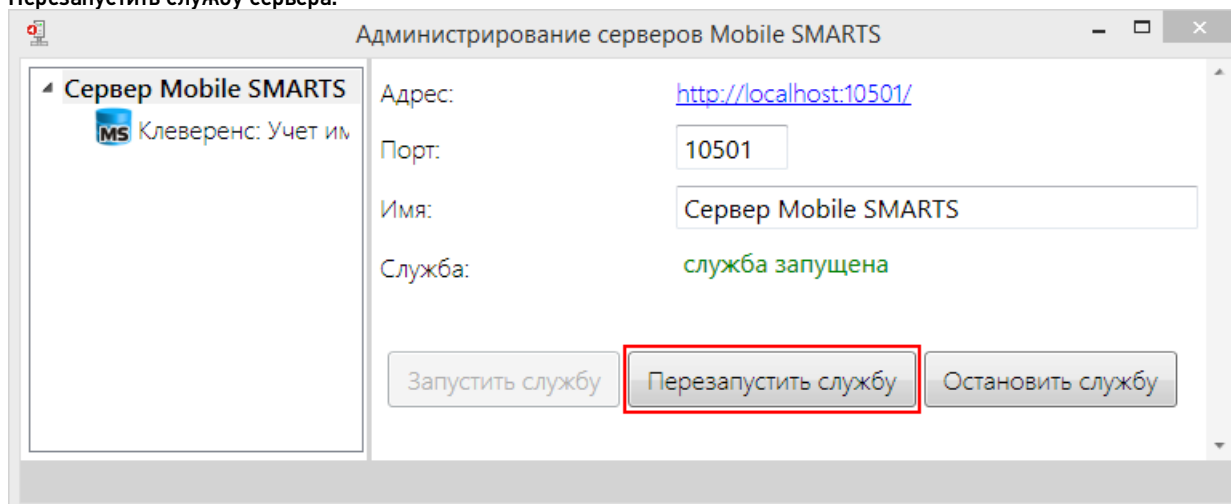 Перезапустить службу сервера.
Администрирование серверов Mobile SMARTS
Сервер Mobile SMARTS
MS Клеверенс: Учет им
Адрес: http://localhost:10501/
Порт: 10501
Имя: Сервер Mobile SMARTS
Служба: служба запущена
Запустить службу Перезапустить службу Остановить службу